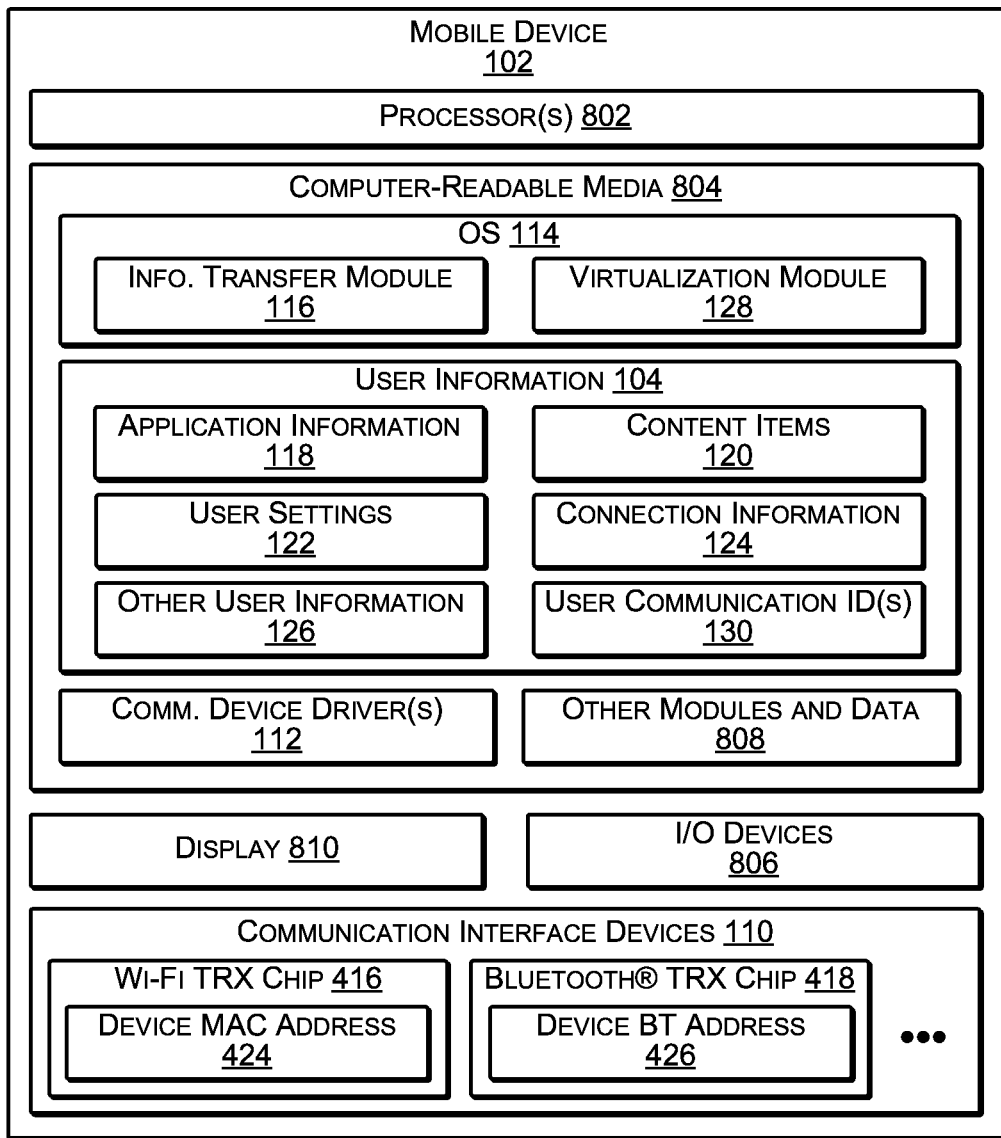 MOBILE DEVICE
102
PROCESSOR(S) 802
COMPUTER-READABLE MEDIA 804
OS 114
INFO. TRANSFER MODULE
116
VIRTUALIZATION MODULE
128
USER INFORMATION 104
APPLICATION INFORMATION
118
CONTENT ITEMS
120
USER SETTINGS
122
CONNECTION INFORMATION
124
OTHER USER INFORMATION
126
USER COMMUNICATION ID(S)
130
COMM. DEVICE DRIVER(S)
112
OTHER MODULES AND DATA
808
DISPLAY 810
I/O DEVICES
806
COMMUNICATION INTERFACE DEVICES 110
WI-FI TRX CHIP 416
DEVICE MAC ADDRESS
424
BLUETOOTH® TRX CHIP 418
DEVICE BT ADDRESS
426
•••